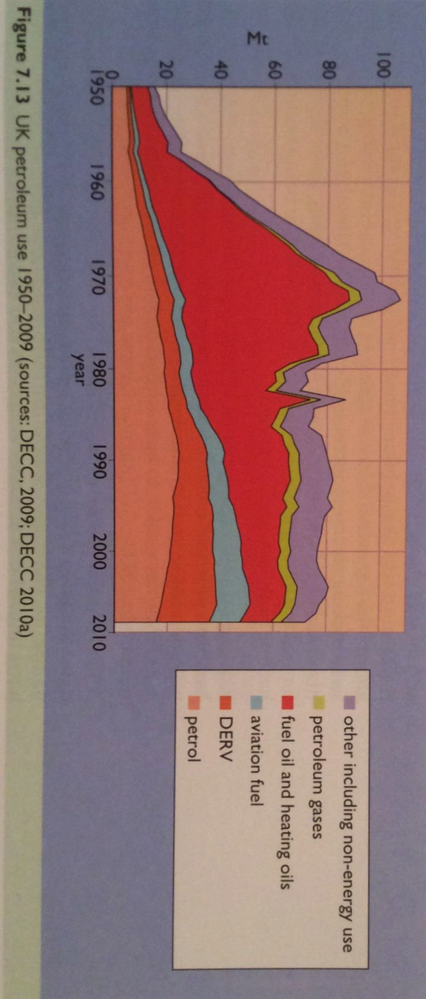 Mt
100
80
60
40
20
0
1950 1960 1970 1980 1990 2000 2010
year
other including non-energy use
petroleum gases
fuel oil and heating oils
aviation fuel
DERV
petrol
Figure 7.13 UK petroleum use 1950–2009 (sources: DECC, 2009; DECC 2010a)